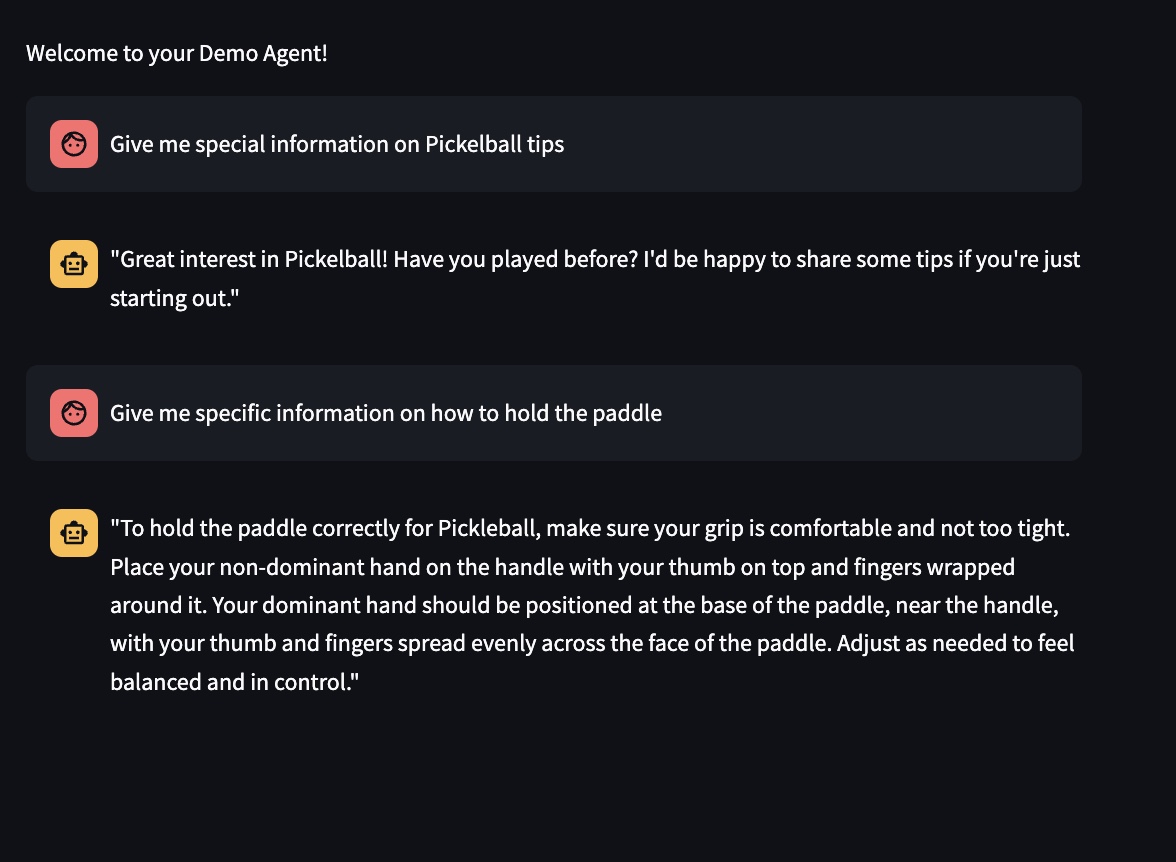 Welcome to your Demo Agent!
Give me special information on Pickelball tips
"Great interest in Pickelball! Have you played before? I'd be happy to share some tips if you're just
starting out."
Give me specific information on how to hold the paddle
"To hold the paddle correctly for Pickleball, make sure your grip is comfortable and not too tight.
Place your non-dominant hand on the handle with your thumb on top and fingers wrapped
around it. Your dominant hand should be positioned at the base of the paddle, near the handle,
with your thumb and fingers spread evenly across the face of the paddle. Adjust as needed to feel
balanced and in control."